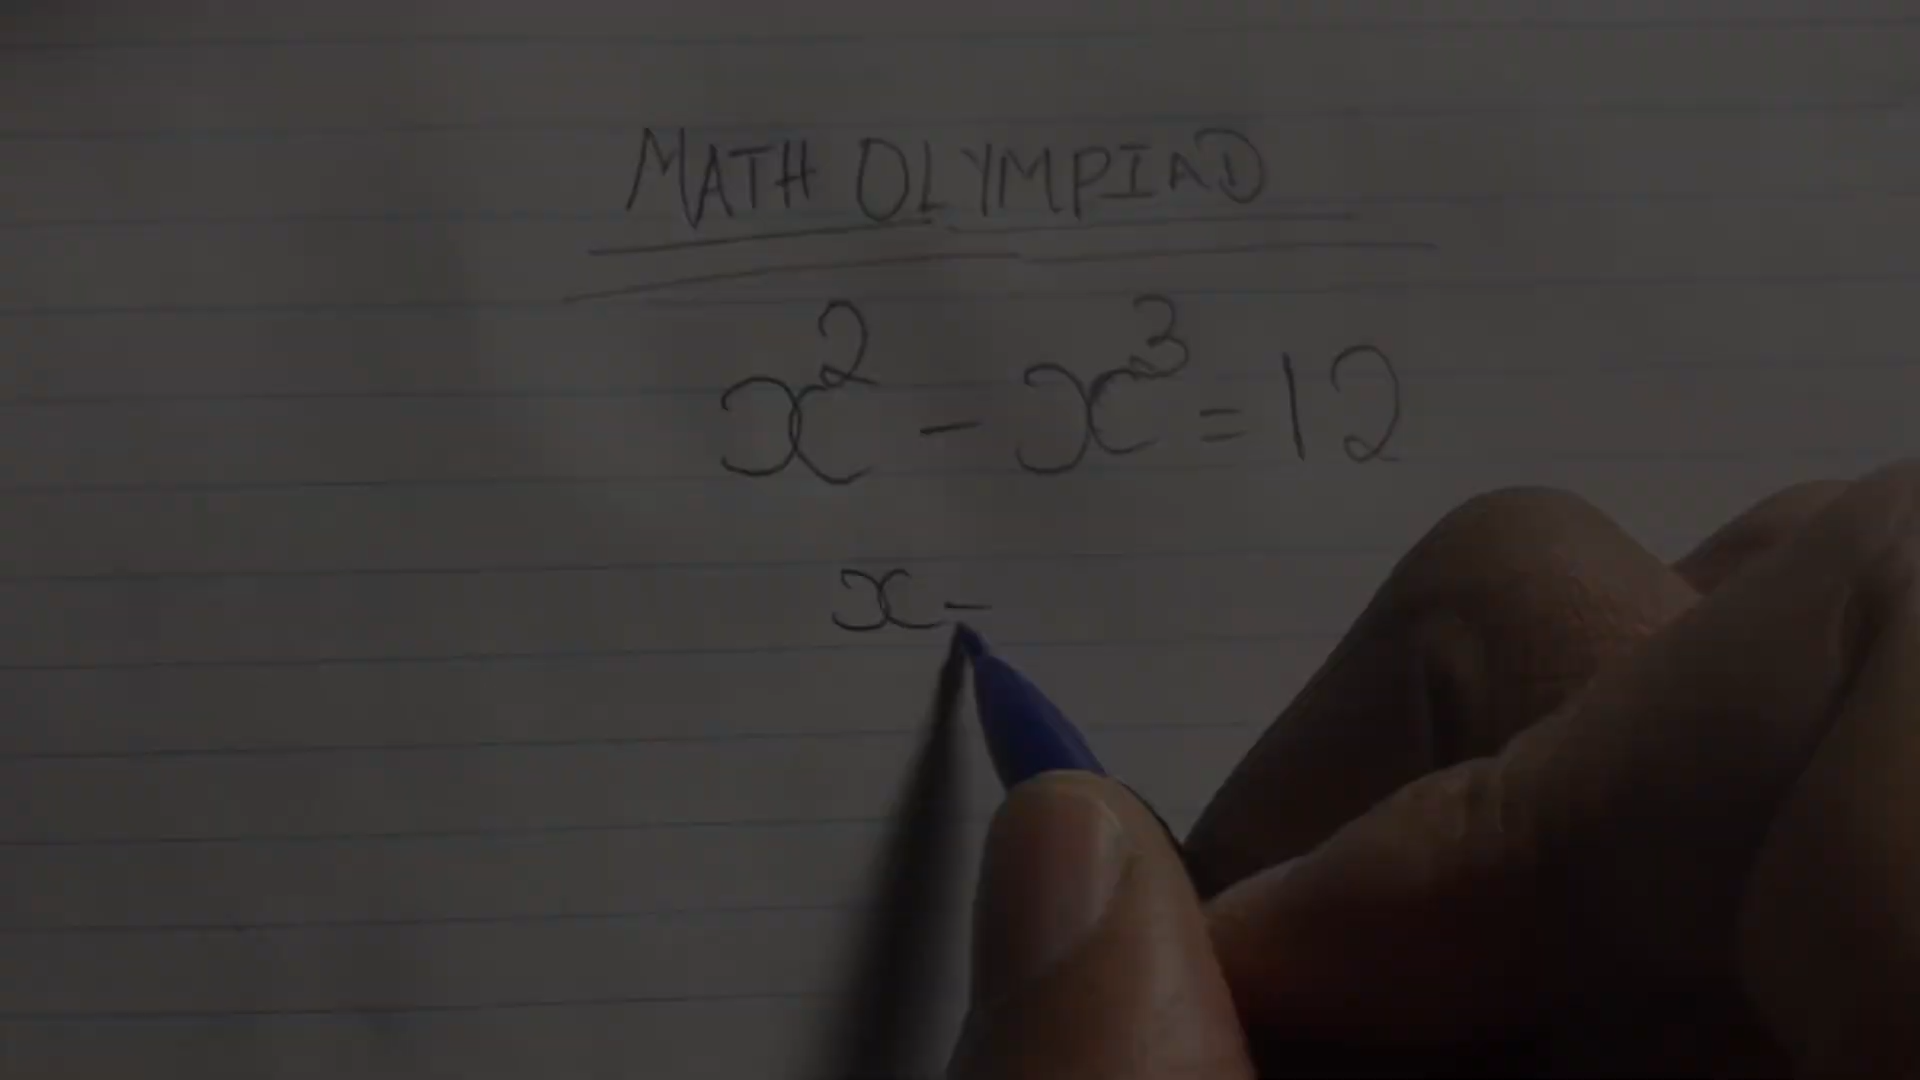 MATH OLYMPIAD
x² - x³ = 12
x -